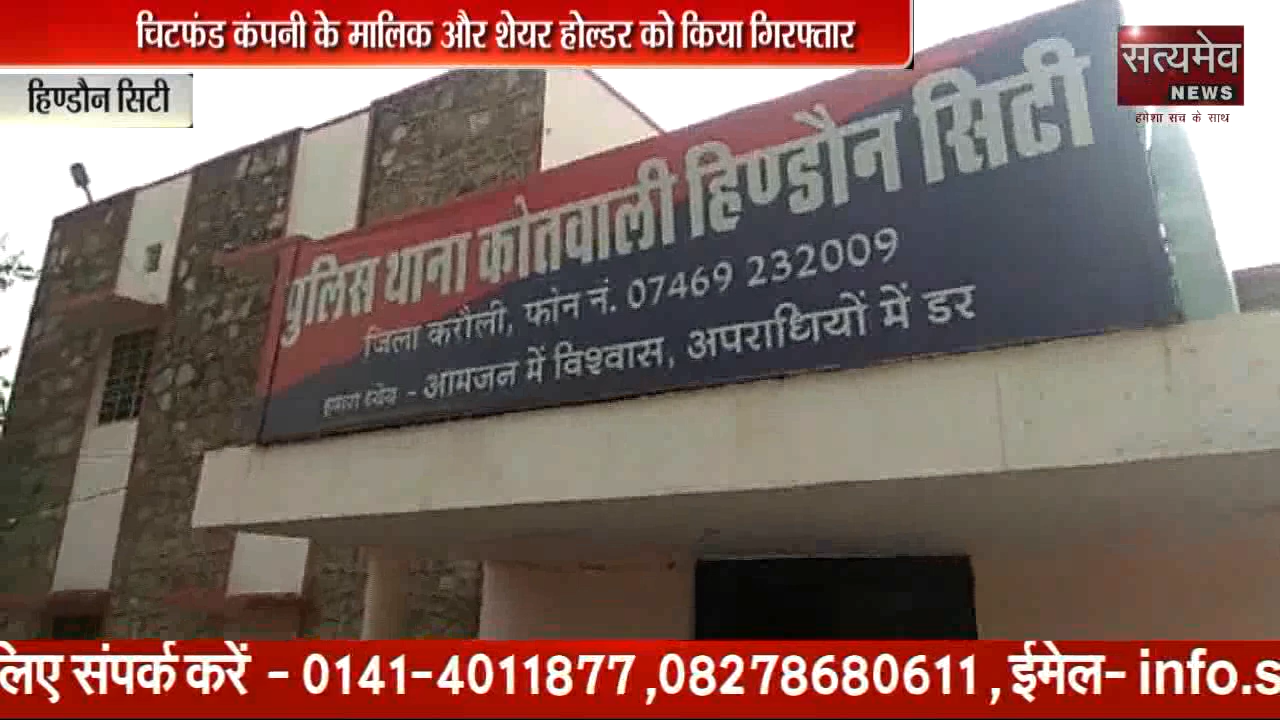 चिटफंड कंपनी के मालिक और शेयर होल्डर को किया गिरफ्तार
हिण्डौन सिटी
सत्यमेव
NEWS
हमेशा सच के साथ
पुलिस थाना कोतवाली हिण्डौन सिटी
जिला करौली, फोन नं. 07469 232009
हमारा ध्येय - आमजन में विश्वास, अपराधियों में डर
लिए संपर्क करें - 0141-4011877 ,08278680611 , ईमेल- info.s